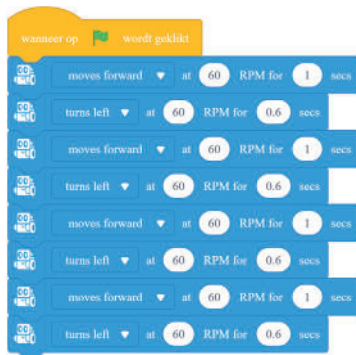 wanneer op wordt geklikt
moves forward at 60 RPM for 1 secs
turns left at 60 RPM for 0.6 secs
moves forward at 60 RPM for 1 secs
turns left at 60 RPM for 0.6 secs
moves forward at 60 RPM for 1 secs
turns left at 60 RPM for 0.6 secs
moves forward at 60 RPM for 1 secs
turns left at 60 RPM for 0.6 secs